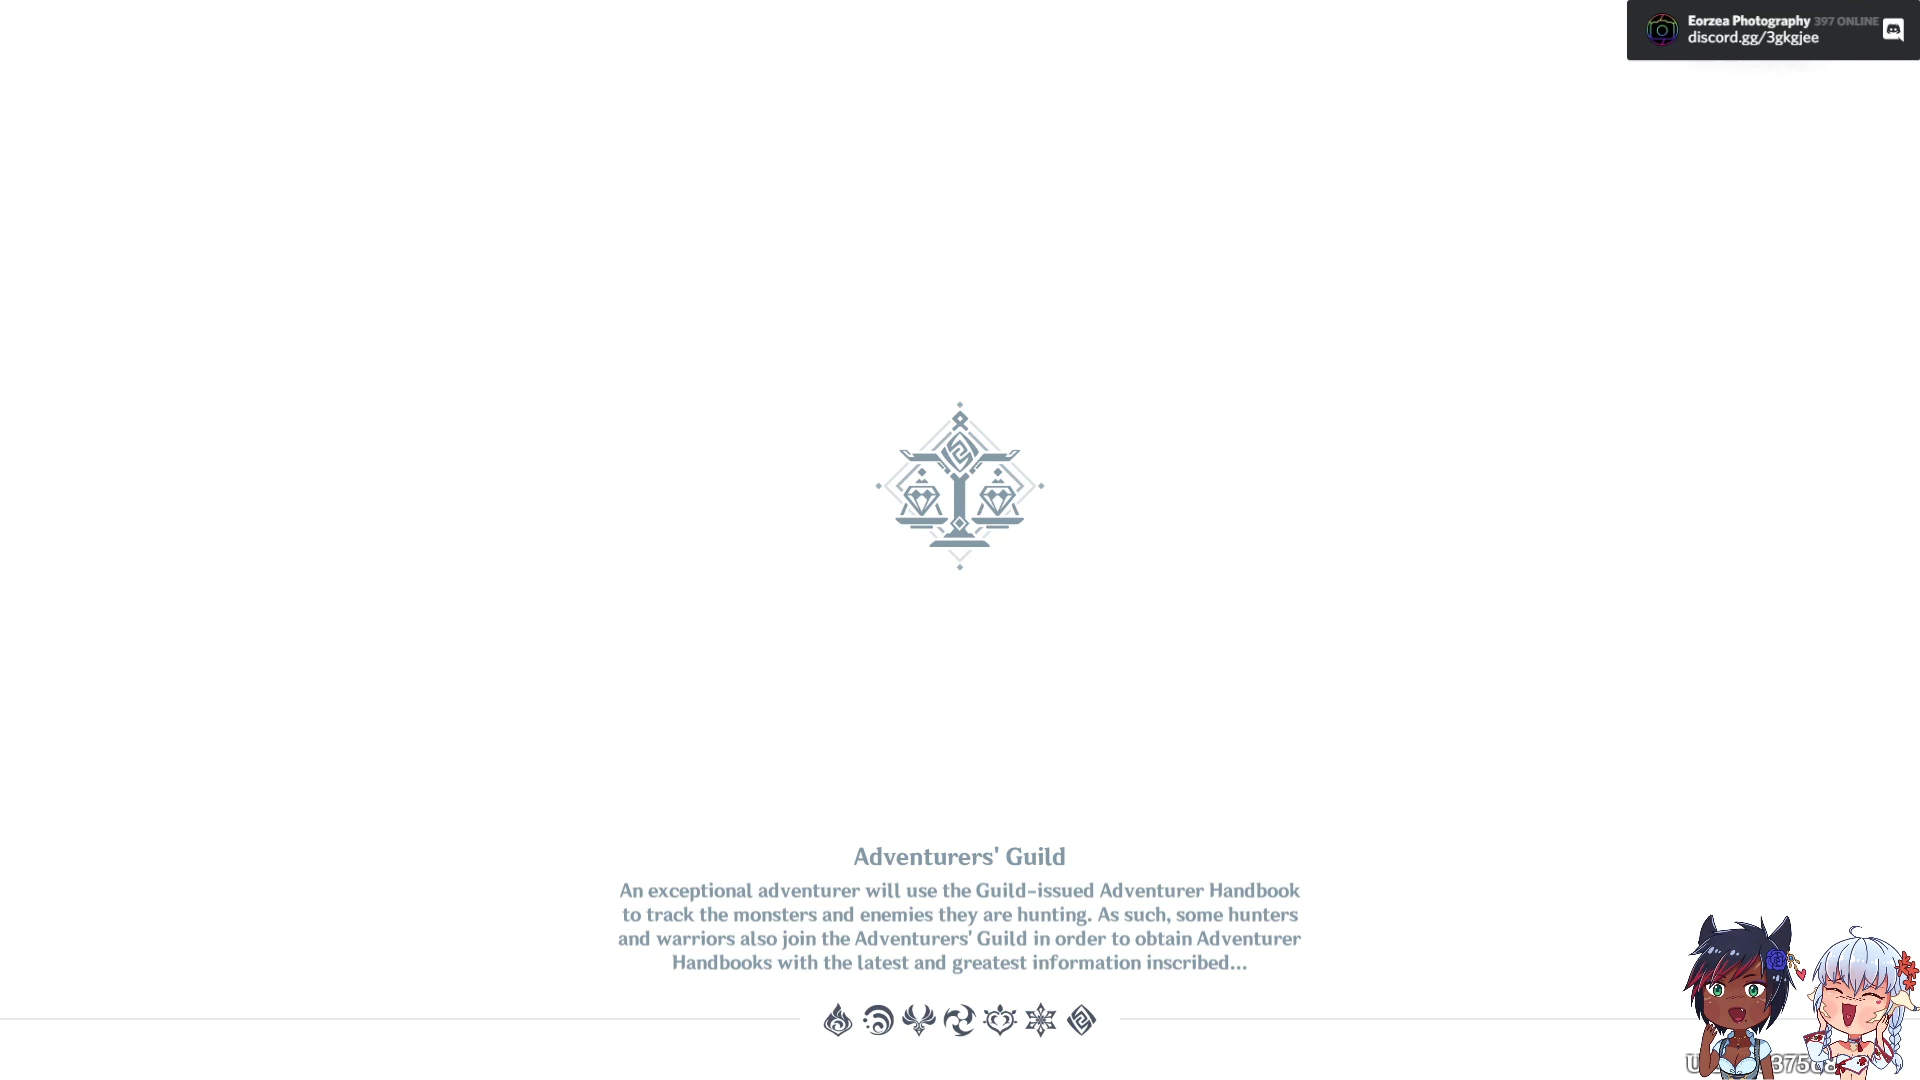 Eorzea Photography 397 ONLINE
discord.gg/3gkgjee
Adventurers' Guild
An exceptional adventurer will use the Guild-issued Adventurer Handbook
to track the monsters and enemies they are hunting. As such, some hunters
and warriors also join the Adventurers' Guild in order to obtain Adventurer
Handbooks with the latest and greatest information inscribed...